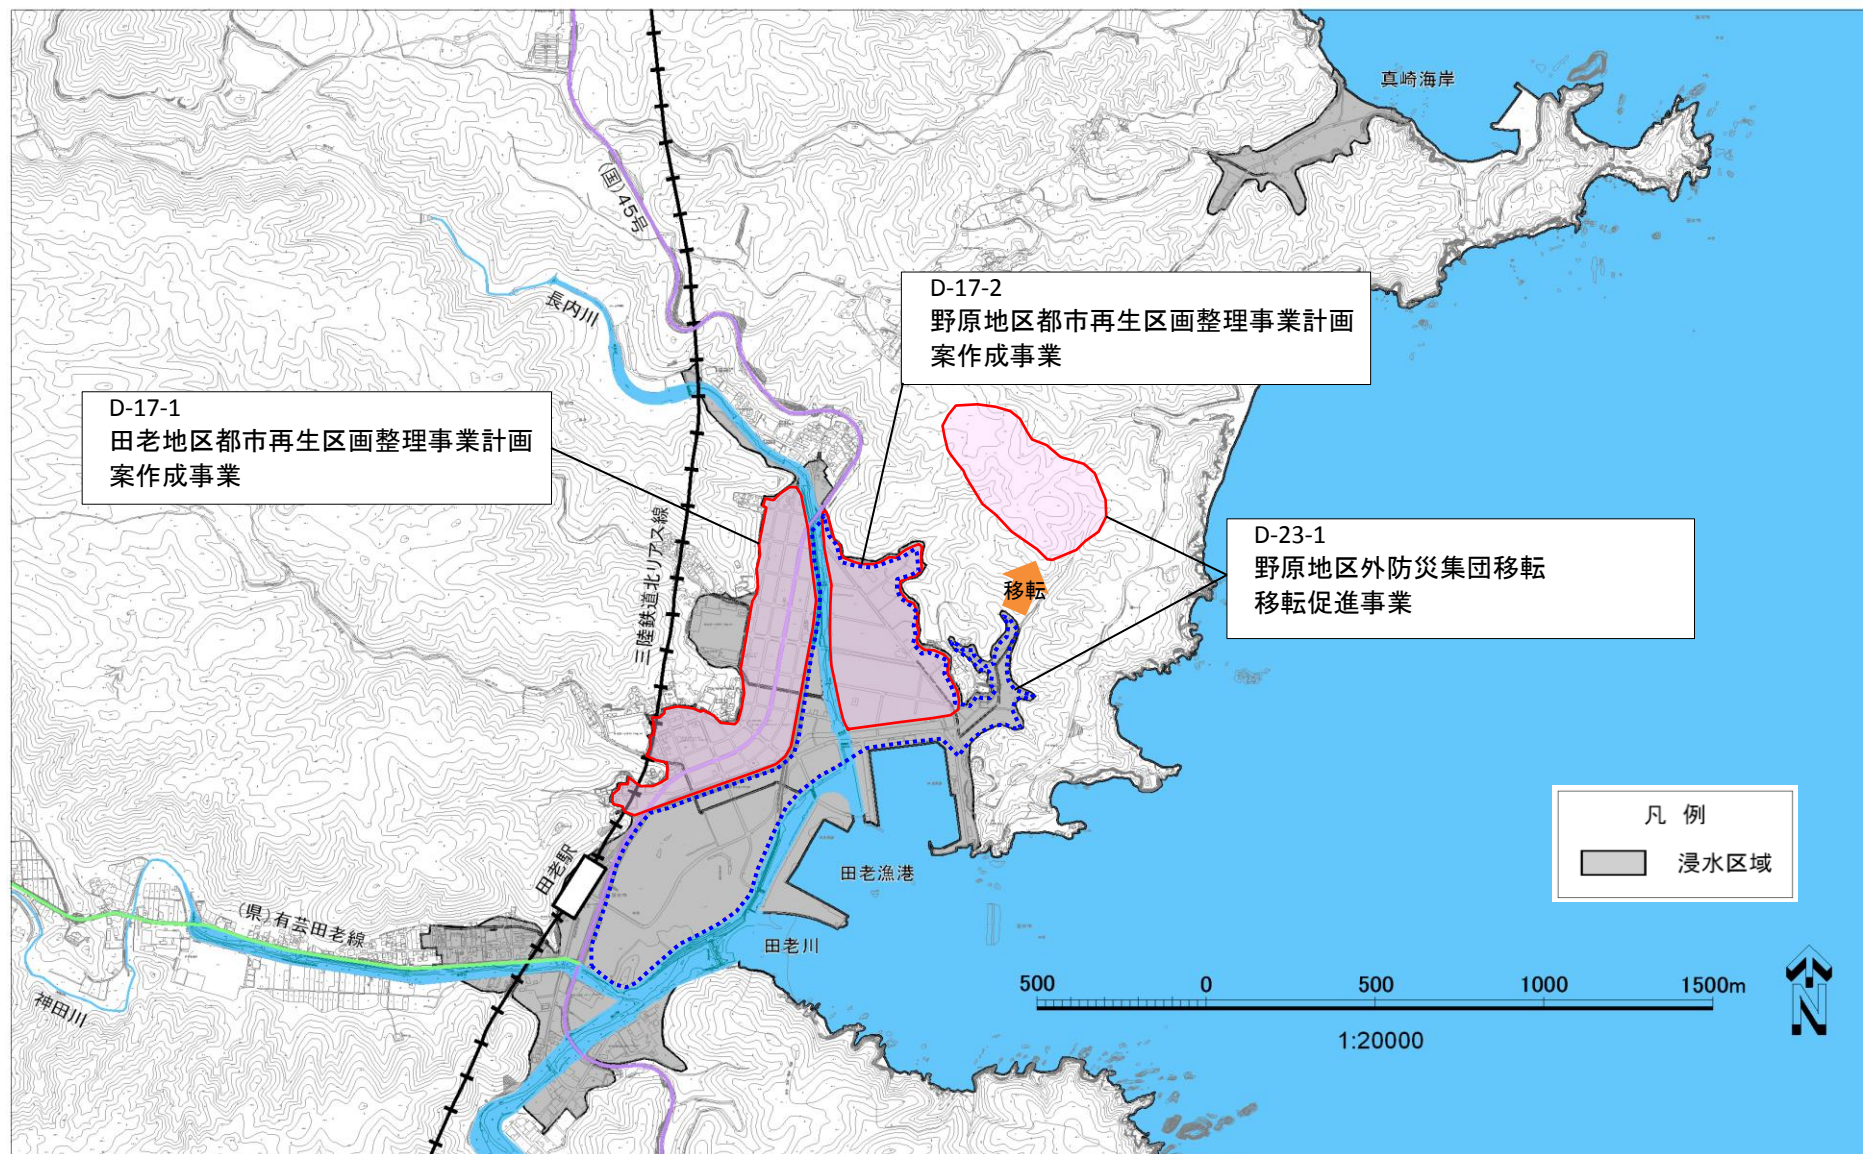 真崎海岸
(国)45号
長内川
D-17-2
野原地区都市再生区画整理事業計画
案作成事業
D-17-1
田老地区都市再生区画整理事業計画
案作成事業
三陸鉄道北リアス線
D-23-1
野原地区外防災集団移転
移転促進事業
移転
凡 例
浸水区域
田老駅
田老漁港
(県)有芸田老線
田老川
神田川
500 0 500 1000 1500m
1:20000
N